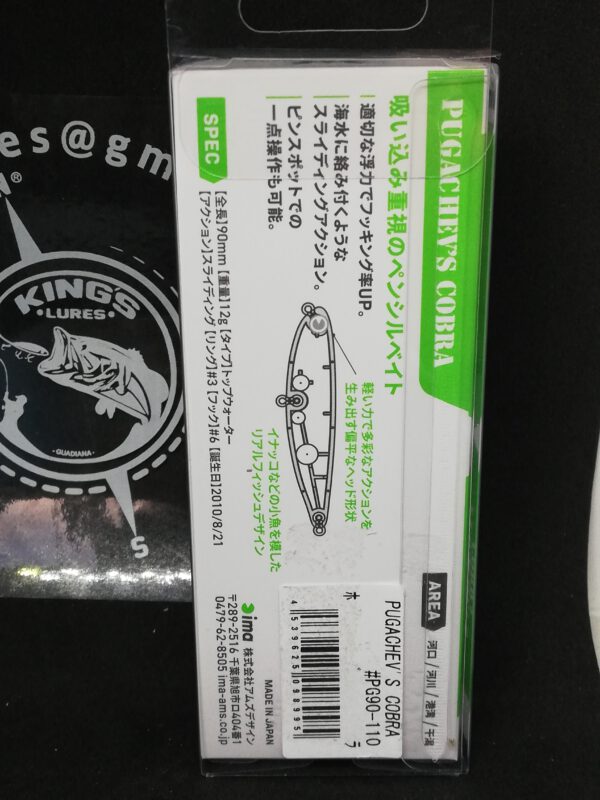 PUGACHEV'S COBRA
吸い込み重視のペンシルベイト
適切な浮力でフッキング率UP。
海水に絡み付くような
スライディングアクション。
ピンスポットでの
一点操作も可能。
軽い力で多彩なアクションを
生み出す偏平なヘッド形状
イナッコなどの小魚を模した
リアルフィッシュデザイン
SPEC
【全長】90mm 【重量】12g 【タイプ】トップウォーター
【アクション】スライディング 【リング】#3 【フック】#6 【誕生日】2010/8/21
AREA 河口 / 河川 / 港湾 / 干潟
PUGACHEV'S COBRA
#PG90-110
ホ ラ
4539625098995
MADE IN JAPAN
ima 株式会社アムズデザイン
〒289-2516 千葉県旭市ロ404番1
0479-62-8505 ima-ams.co.jp
es@gm
®
KING'S
·LURES·
- GUADIANA -
S